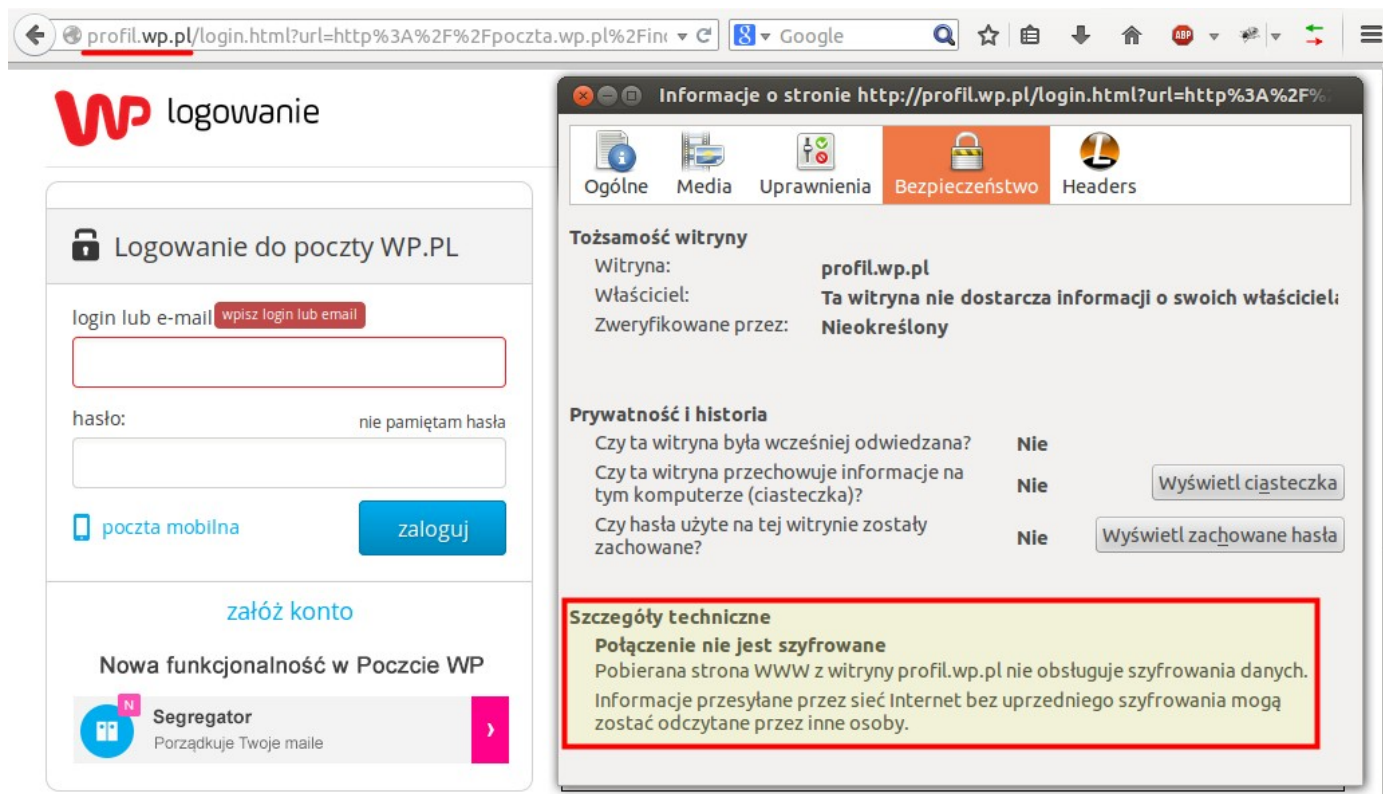 profil.wp.pl/login.html?url=http%3A%2F%2Fpoczta.wp.pl%2Fin
8
Google
ABP
WP logowanie
Logowanie do poczty WP.PL
login lub e-mail wpisz login lub email
hasło: nie pamiętam hasła
poczta mobilna zaloguj
załóż konto
Nowa funkcjonalność w Poczcie WP
N
Segregator
Porządkuje Twoje maile
Informacje o stronie http://profil.wp.pl/login.html?url=http%3A%2F%
Ogólne Media Uprawnienia Bezpieczeństwo L Headers
Tożsamość witryny
Witryna: profil.wp.pl
Właściciel: Ta witryna nie dostarcza informacji o swoich właściciel
Zweryfikowane przez: Nieokreślony
Prywatność i historia
Czy ta witryna była wcześniej odwiedzana? Nie
Czy ta witryna przechowuje informacje na
tym komputerze (ciasteczka)? Nie Wyświetl ciasteczka
Czy hasła użyte na tej witrynie zostały
zachowane? Nie Wyświetl zachowane hasła
Szczegóły techniczne
Połączenie nie jest szyfrowane
Pobierana strona WWW z witryny profil.wp.pl nie obsługuje szyfrowania danych.
Informacje przesyłane przez sieć Internet bez uprzedniego szyfrowania mogą
zostać odczytane przez inne osoby.